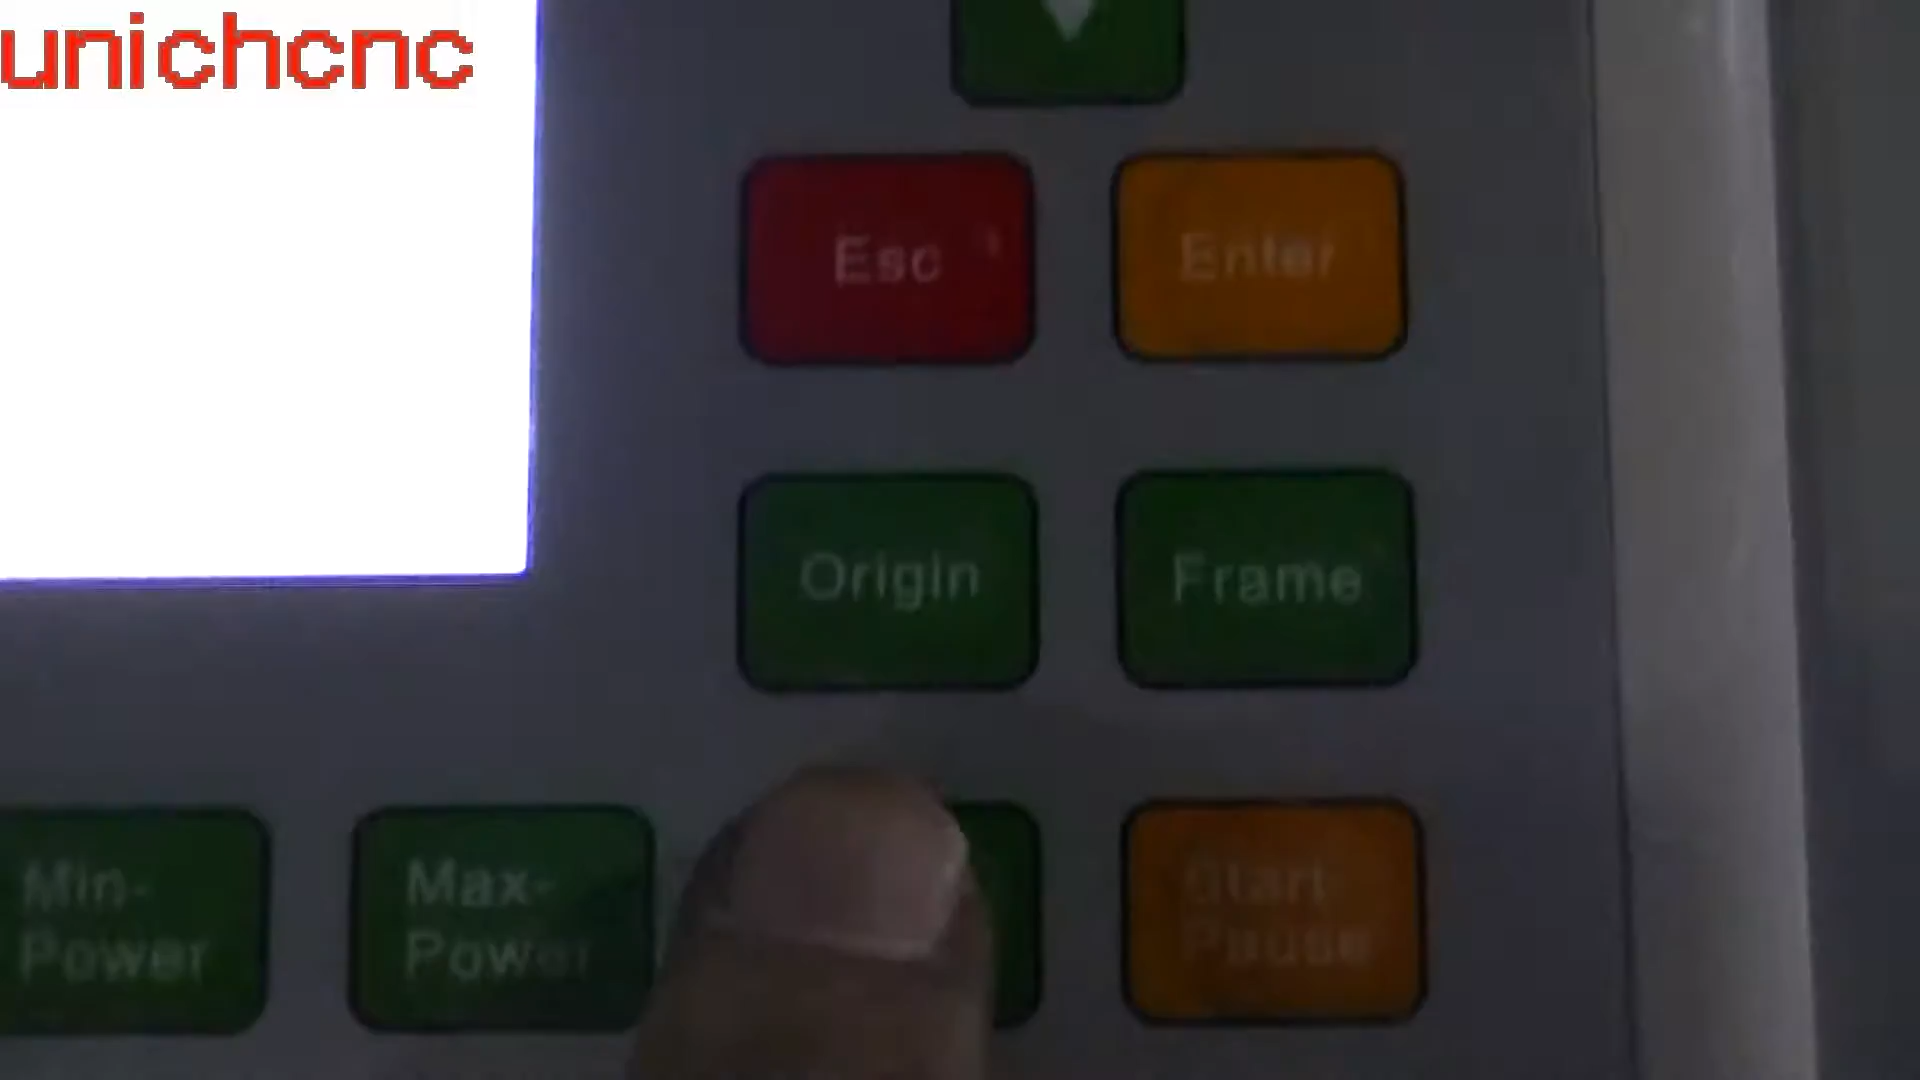 unichcnc
Esc
Enter
Origin
Frame
Min-
Power
Max-
Power
Start
Pause